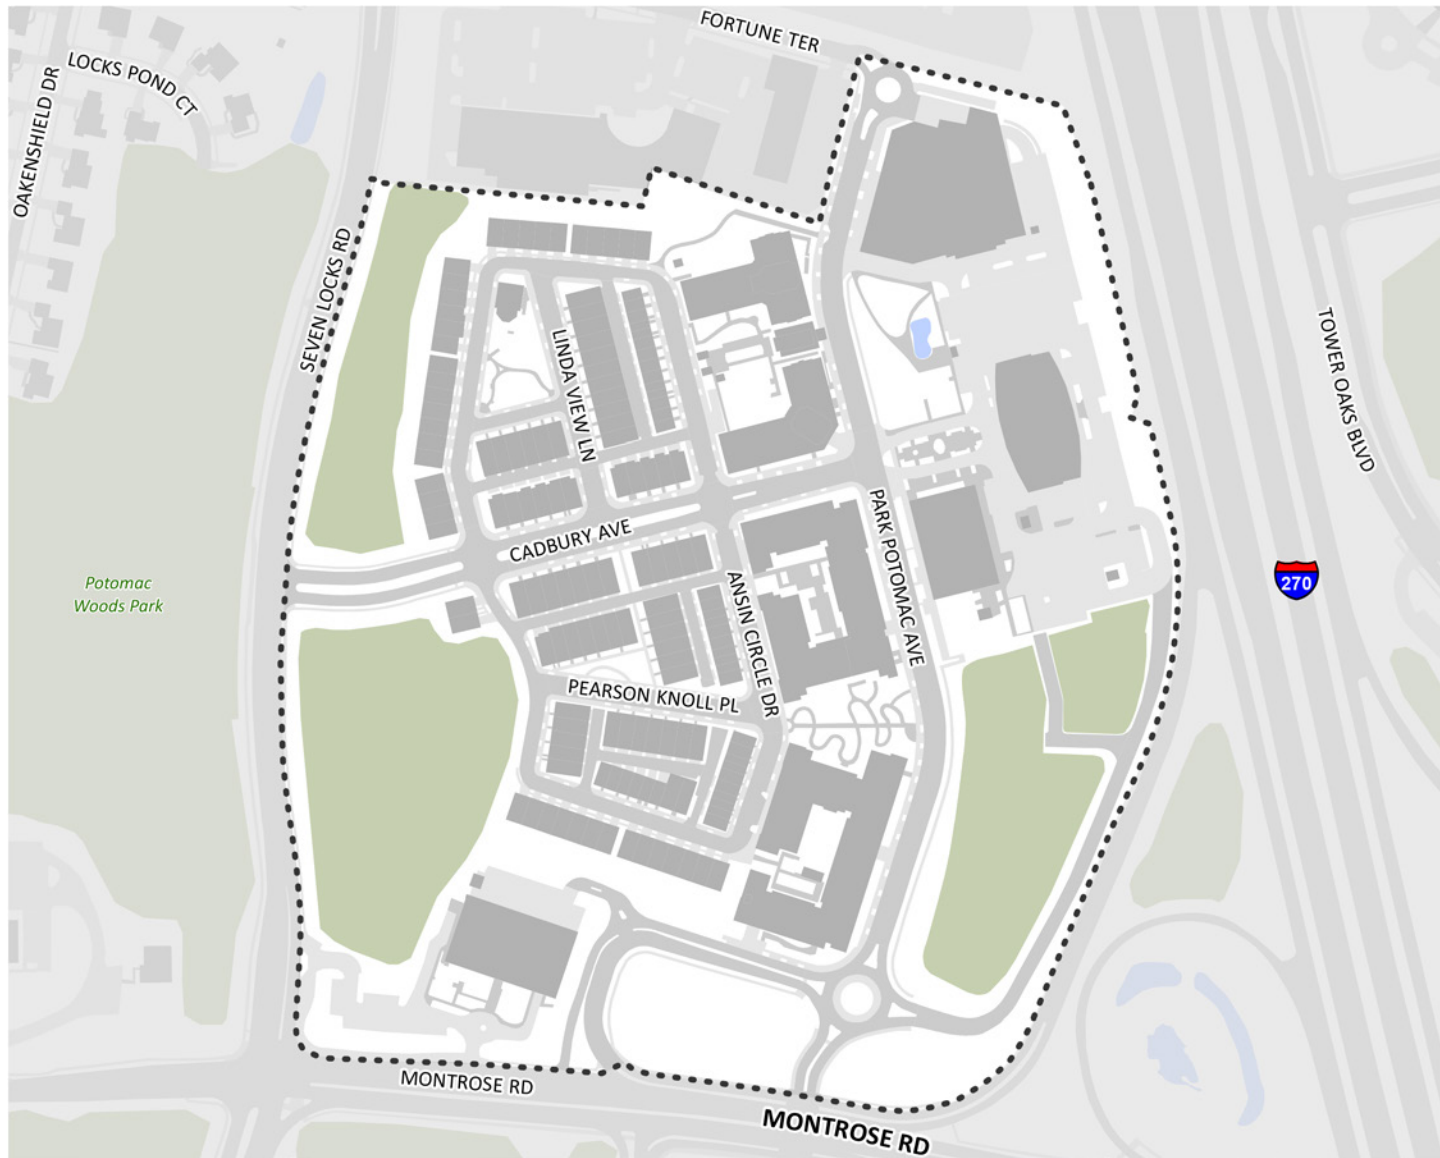 FORTUNE TER
LOCKS POND CT
OAKENSHIELD DR
SEVEN LOCKS RD
LINDA VIEW LN
TOWER OAKS BLVD
CADBURY AVE
PARK POTOMAC AVE
ANSIN CIRCLE DR
Potomac
Woods Park
270
PEARSON KNOLL PL
MONTROSE RD
MONTROSE RD